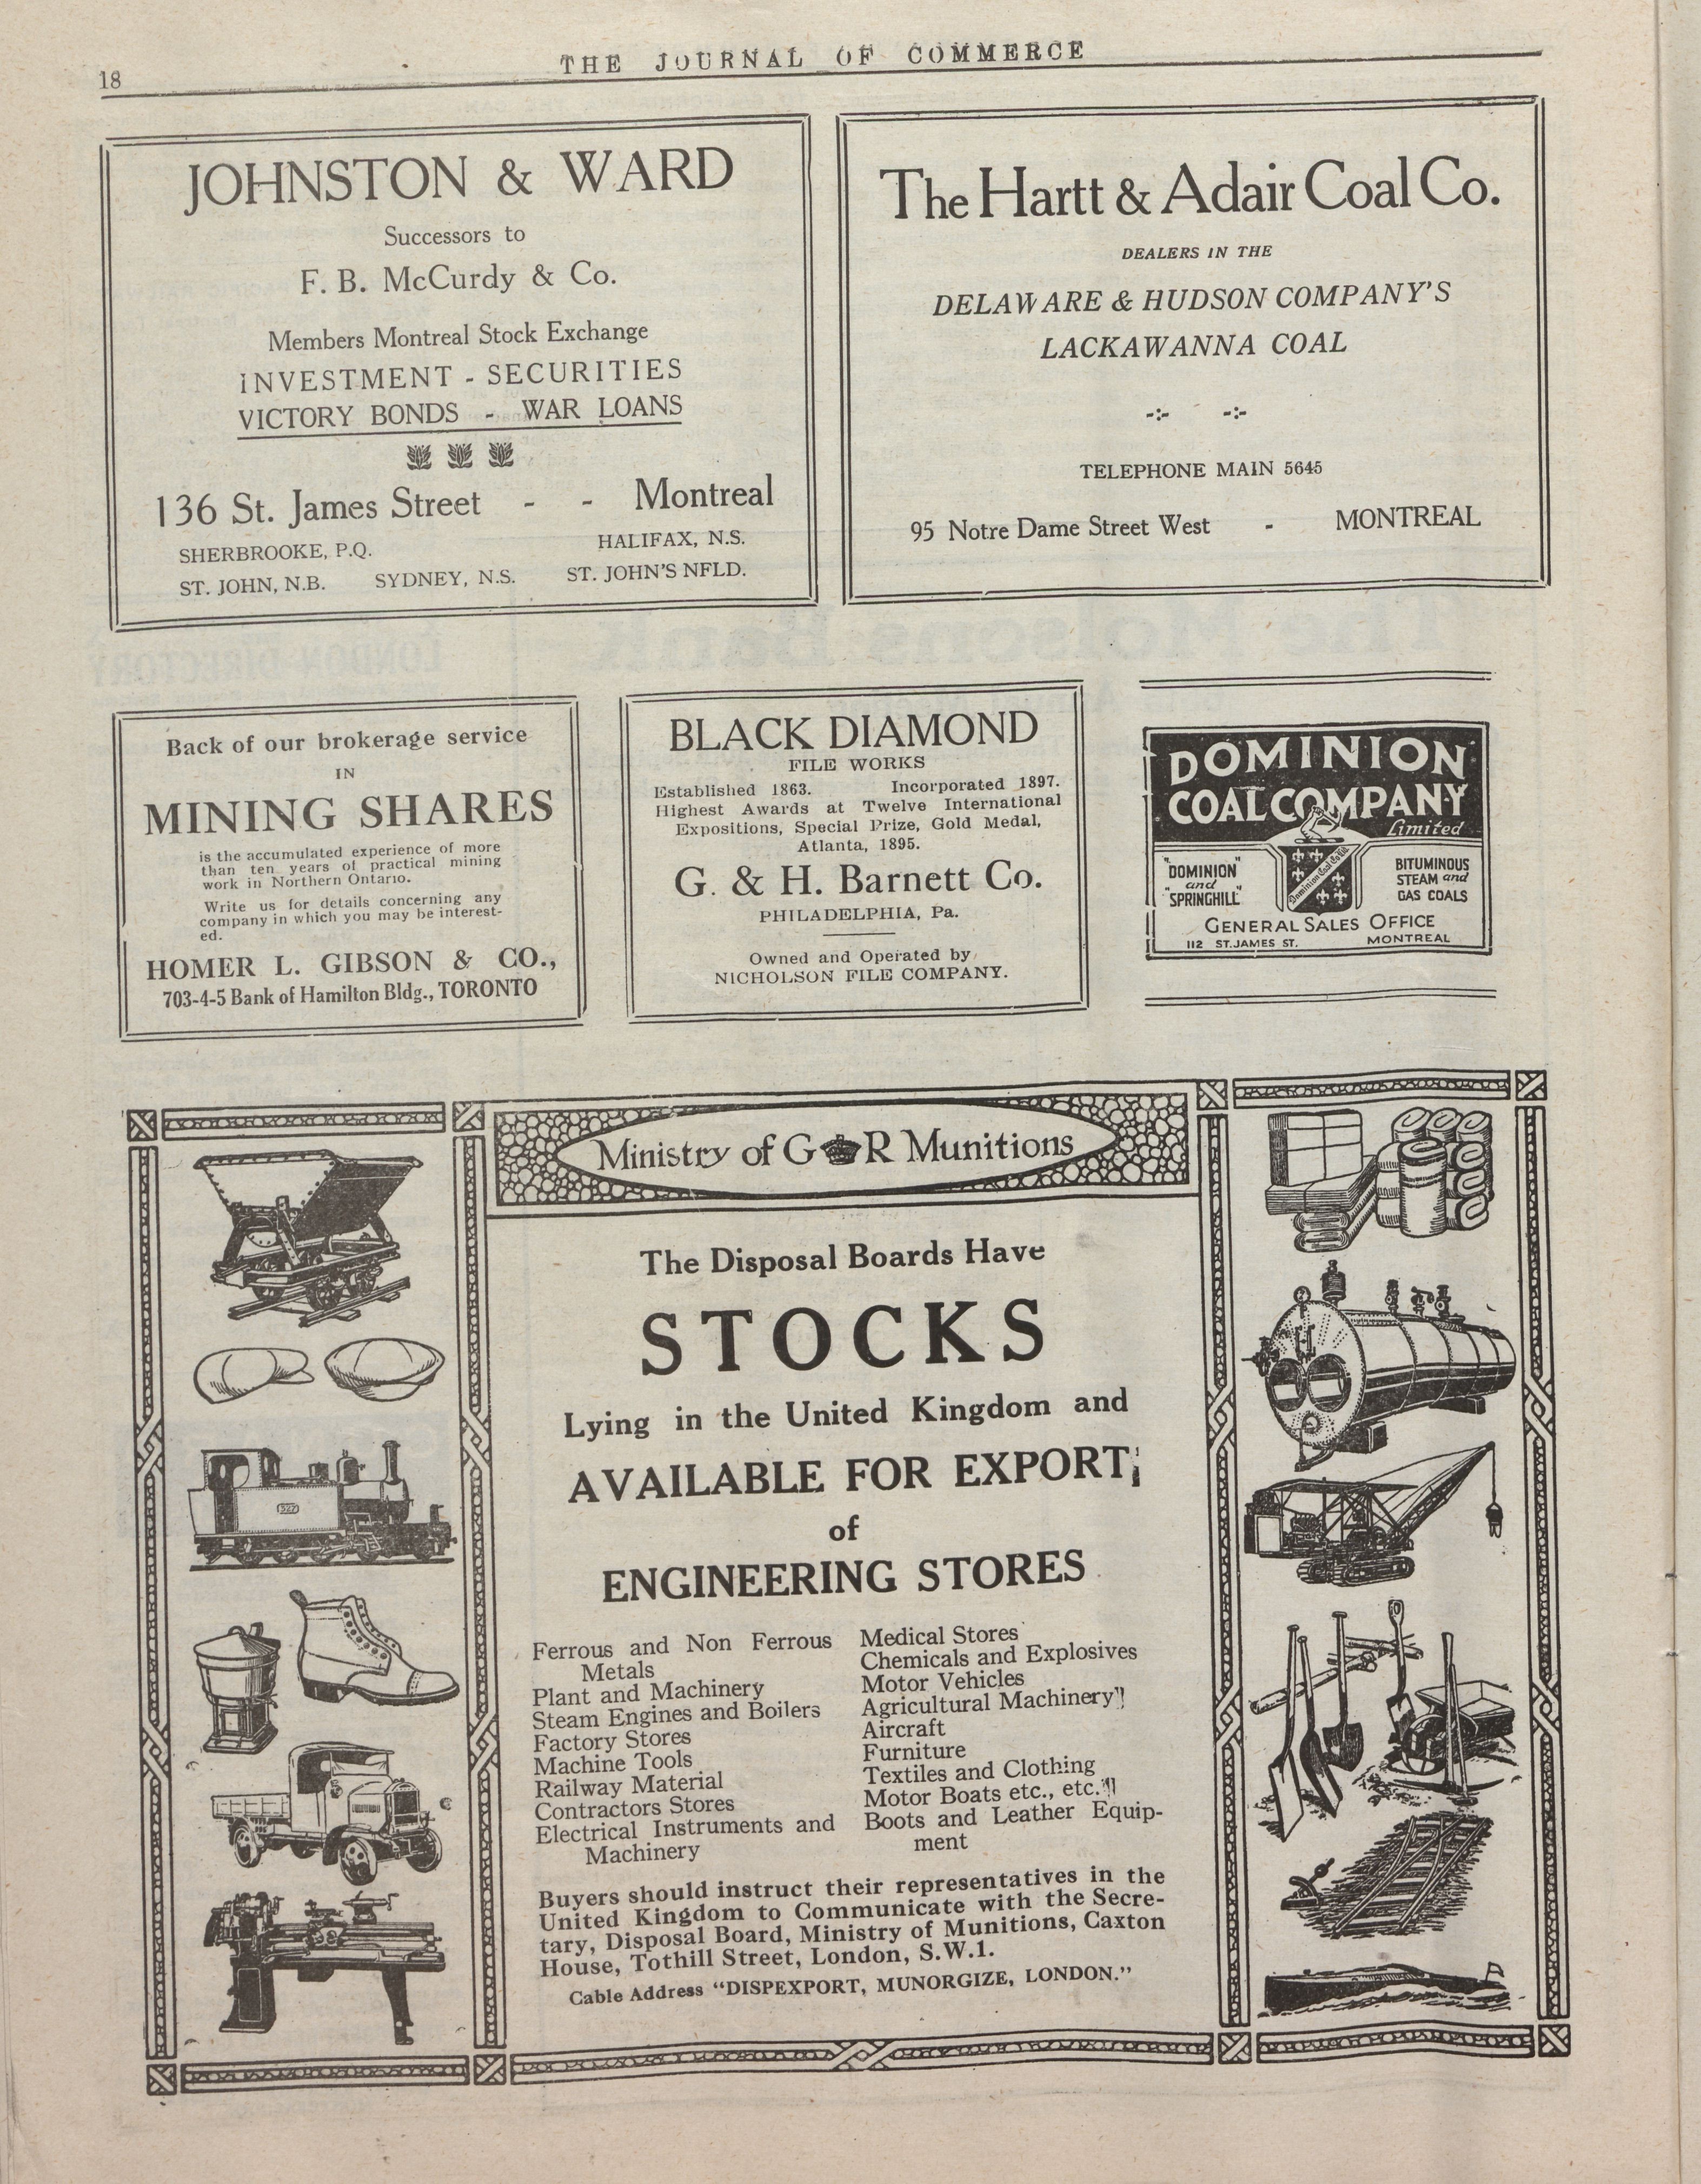 18
THE JOURNAL OF COMMERCE
JOHNSTON & WARD
Successors to
F. B. McCurdy & Co.
Members Montreal Stock Exchange
INVESTMENT - SECURITIES
VICTORY BONDS - WAR LOANS
136 St. James Street - - Montreal
SHERBROOKE, P.Q. HALIFAX, N.S.
ST. JOHN, N.B. SYDNEY, N.S. ST. JOHN'S NFLD.
The Hartt & Adair Coal Co.
DEALERS IN THE
DELAWARE & HUDSON COMPANY'S
LACKAWANNA COAL
-:- -:-
TELEPHONE MAIN 5645
95 Notre Dame Street West - MONTREAL
Back of our brokerage service
IN
MINING SHARES
is the accumulated experience of more
than ten years of practical mining
work in Northern Ontario.
Write us for details concerning any
company in which you may be interest-
ed.
HOMER L. GIBSON & CO.,
703-4-5 Bank of Hamilton Bldg., TORONTO
BLACK DIAMOND
FILE WORKS
Established 1863. Incorporated 1897.
Highest Awards at Twelve International
Expositions, Special Prize, Gold Medal,
Atlanta, 1895.
G. & H. Barnett Co.
PHILADELPHIA, Pa.
Owned and Operated by
NICHOLSON FILE COMPANY.
DOMINION
COAL COMPANY
Limited
"DOMINION"
and
"SPRINGHILL"
Dominion Coal Co Ltd
BITUMINOUS
STEAM and
GAS COALS
GENERAL SALES OFFICE
112 ST. JAMES ST. MONTREAL
Ministry of G R Munitions
The Disposal Boards Have
STOCKS
Lying in the United Kingdom and
AVAILABLE FOR EXPORT;
of
ENGINEERING STORES
Ferrous and Non Ferrous
Metals
Plant and Machinery
Steam Engines and Boilers
Factory Stores
Machine Tools
Railway Material
Contractors Stores
Electrical Instruments and
Machinery
Medical Stores
Chemicals and Explosives
Motor Vehicles
Agricultural Machinery
Aircraft
Furniture
Textiles and Clothing
Motor Boats etc., etc.
Boots and Leather Equip-
ment
Buyers should instruct their representatives in the
United Kingdom to Communicate with the Secre-
tary, Disposal Board, Ministry of Munitions, Caxton
House, Tothill Street, London, S.W.1.
Cable Address "DISPEXPORT, MUNORGIZE, LONDON."
327